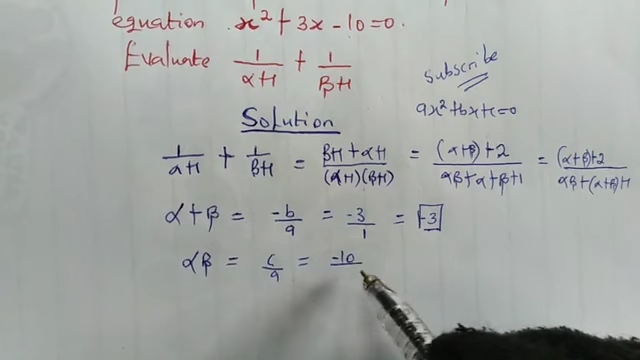 equation x² + 3x - 10 = 0.
Evaluate 1/(α+1) + 1/(β+1)
subscribe
ax² + bx + c = 0
Solution
1/(α+1) + 1/(β+1) = (β+1+α+1)/((α+1)(β+1)) = ((α+β)+2)/(αβ+α+β+1) = ((α+β)+2)/(αβ+(α+β)+1)
α+β = -b/a = -3/1 = -3
αβ = c/a = -10